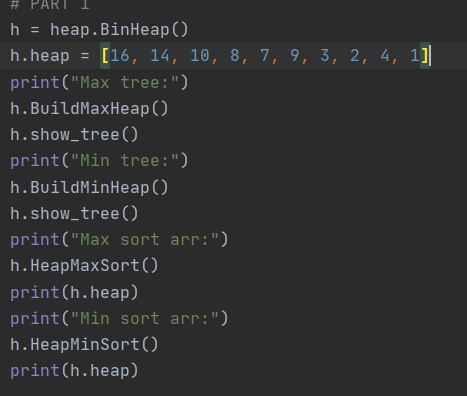 # PART 1
h = heap.BinHeap()
h.heap = [16, 14, 10, 8, 7, 9, 3, 2, 4, 1]
print("Max tree:")
h.BuildMaxHeap()
h.show_tree()
print("Min tree:")
h.BuildMinHeap()
h.show_tree()
print("Max sort arr:")
h.HeapMaxSort()
print(h.heap)
print("Min sort arr:")
h.HeapMinSort()
print(h.heap)